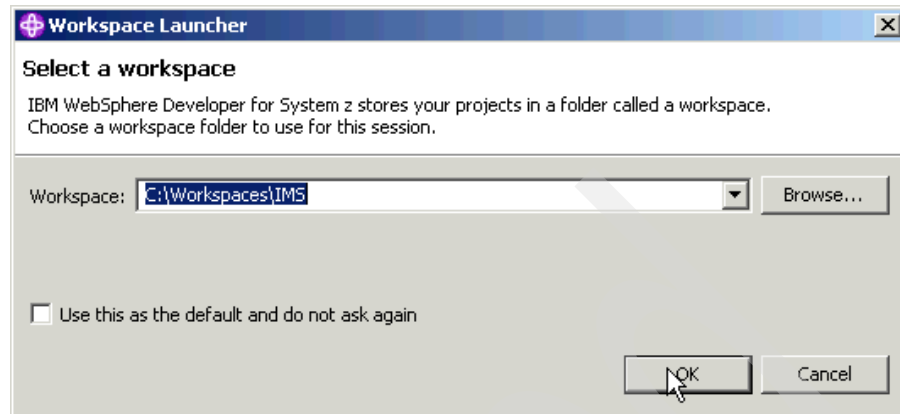 Workspace Launcher
Select a workspace
IBM WebSphere Developer for System z stores your projects in a folder called a workspace.
Choose a workspace folder to use for this session.
Workspace: C:\Workspaces\IMS Browse...
Use this as the default and do not ask again
OK Cancel